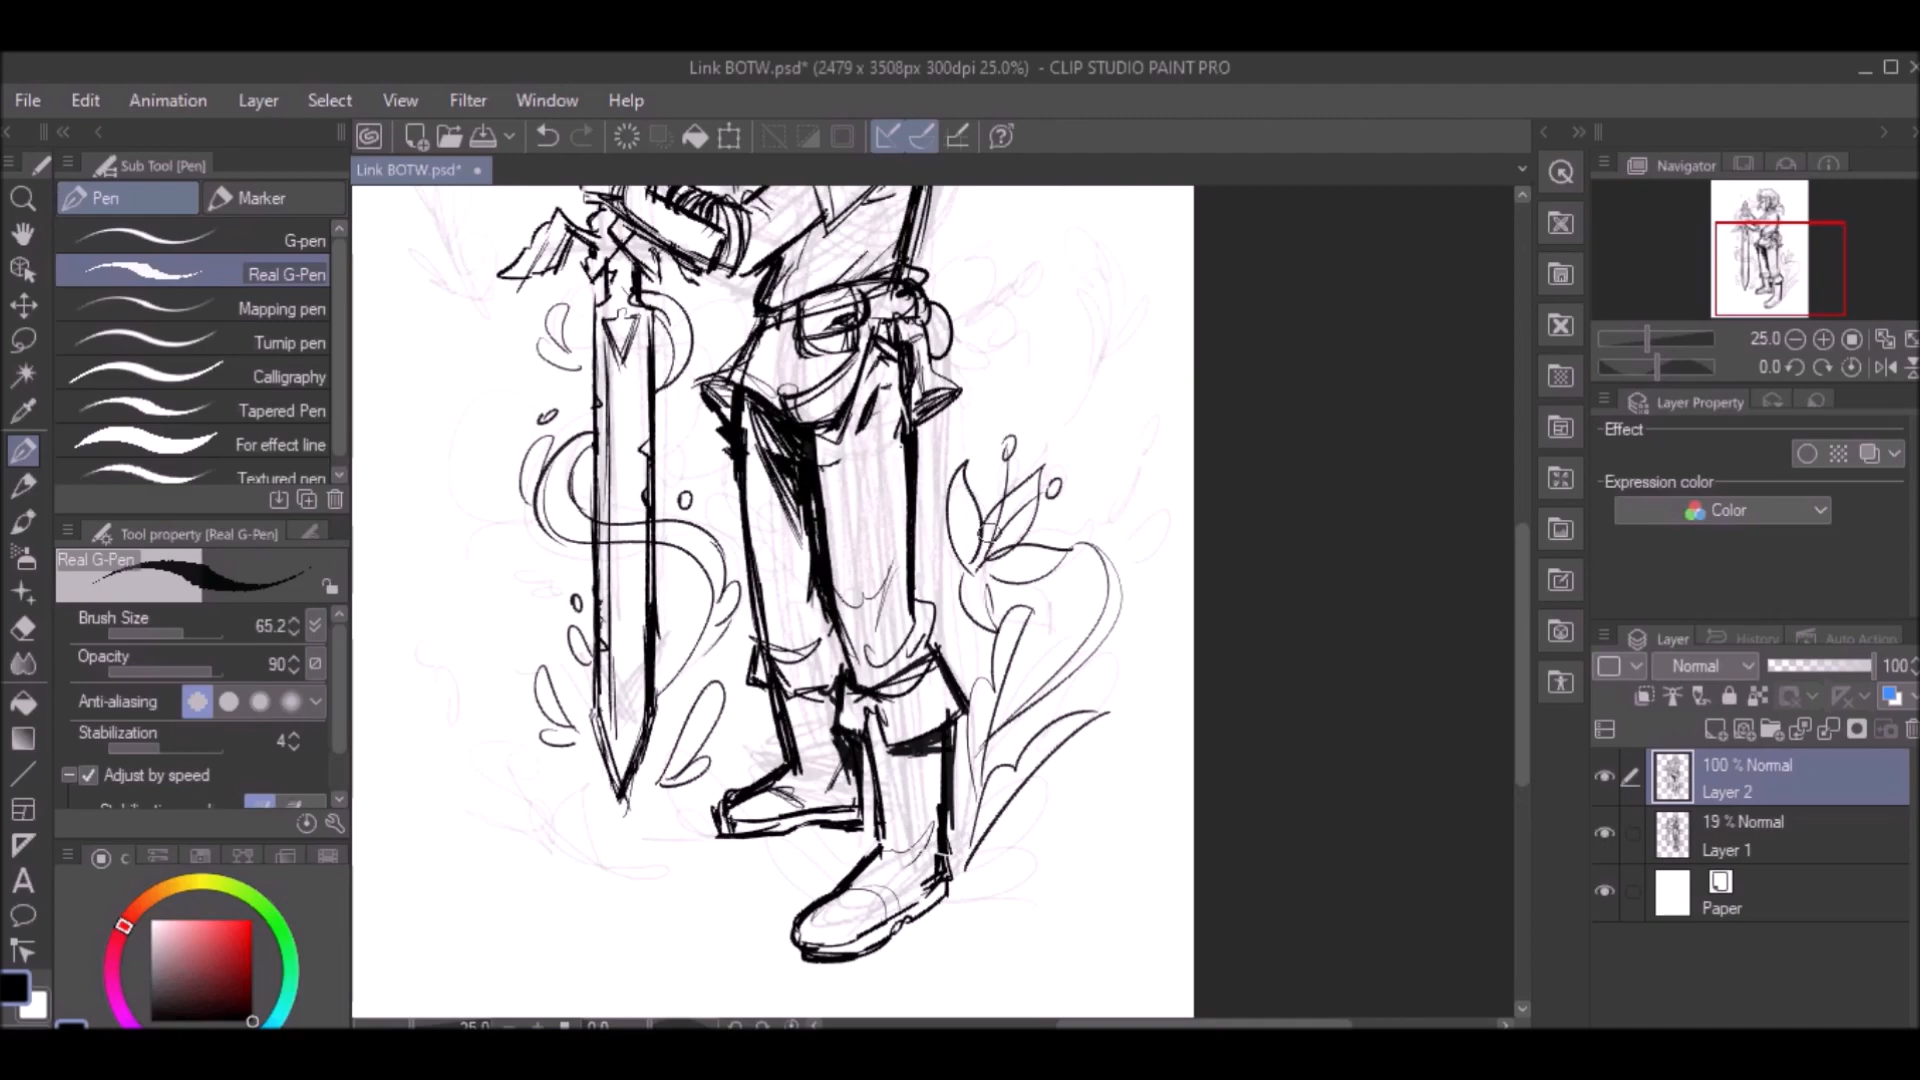 Link BOTW.psd* (2479 x 3508px 300dpi 25.0%)  - CLIP STUDIO PAINT PRO
File Edit Animation Layer Select View Filter Window Help
Sub Tool [Pen]
Link BOTW.psd*
Navigator
Pen
Marker
G-pen
Real G-Pen
Mapping pen
Turnip pen
Calligraphy
Tapered Pen
For effect line
Textured pen
25.0
0.0
Layer Property
Effect
Expression color
Color
Tool property [Real G-Pen]
Real G-Pen
Brush Size 65.2
Opacity 90
Anti-aliasing
Stabilization 4
Adjust by speed
Layer History Auto Action
Normal 100
100 % Normal
Layer 2
19 % Normal
Layer 1
Paper
25.0 0.0